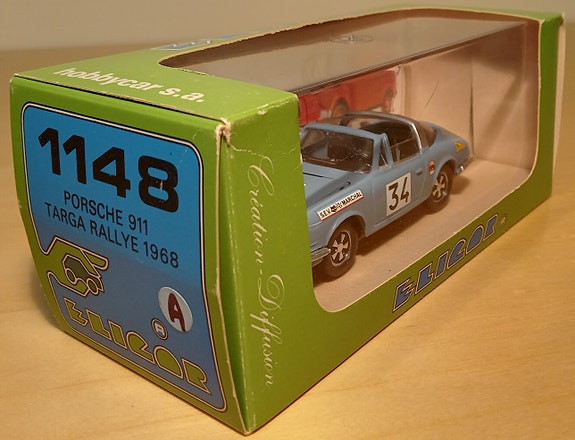 hobbycar s.a.
1148
PORSCHE 911
TARGA RALLYE 1968
A
®
ELIGOR
Création-Diffusion
MARCHAL
34
ELIGOR